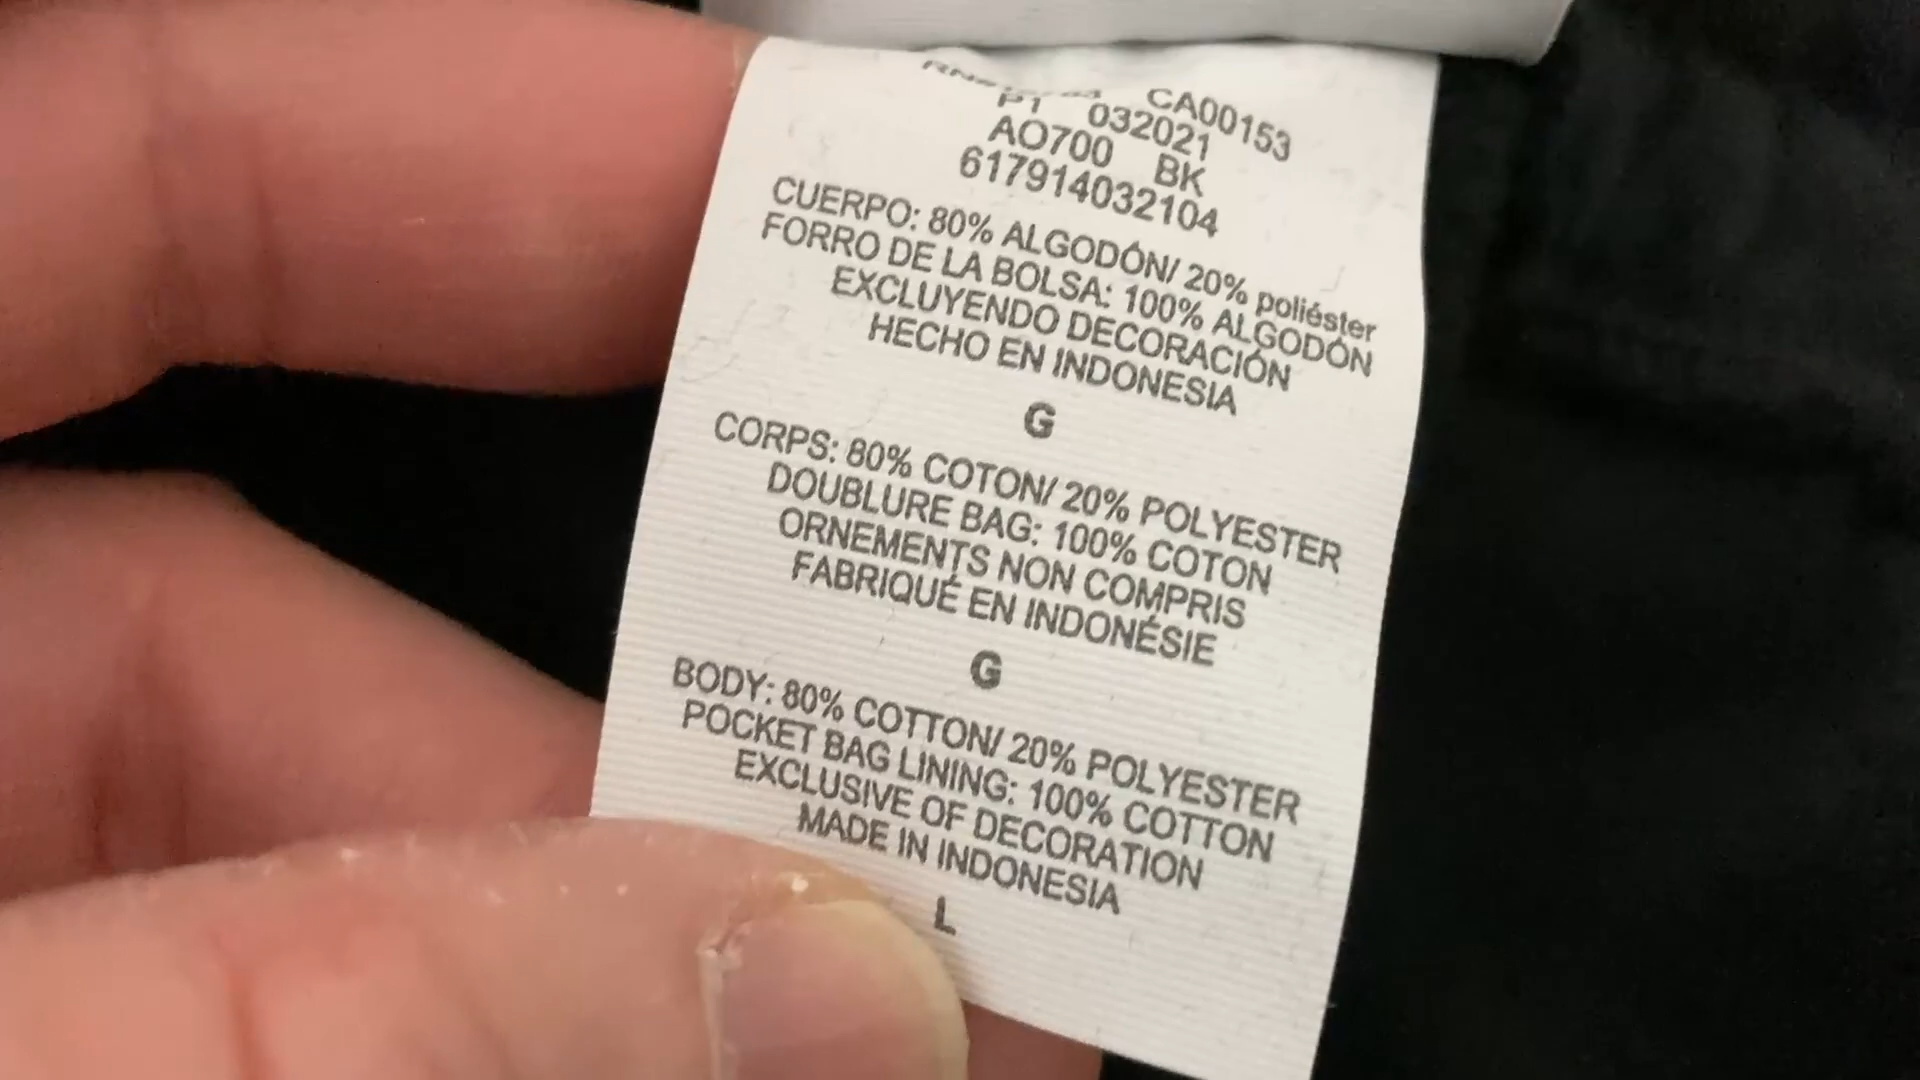 CA00153
P1 032021
AO700 BK
617914032104
CUERPO: 80% ALGODÓN/ 20% poliéster
FORRO DE LA BOLSA: 100% ALGODÓN
EXCLUYENDO DECORACIÓN
HECHO EN INDONESIA
G
CORPS: 80% COTON/ 20% POLYESTER
DOUBLURE BAG: 100% COTON
ORNEMENTS NON COMPRIS
FABRIQUÉ EN INDONÉSIE
G
BODY: 80% COTTON/ 20% POLYESTER
POCKET BAG LINING: 100% COTTON
EXCLUSIVE OF DECORATION
MADE IN INDONESIA
L